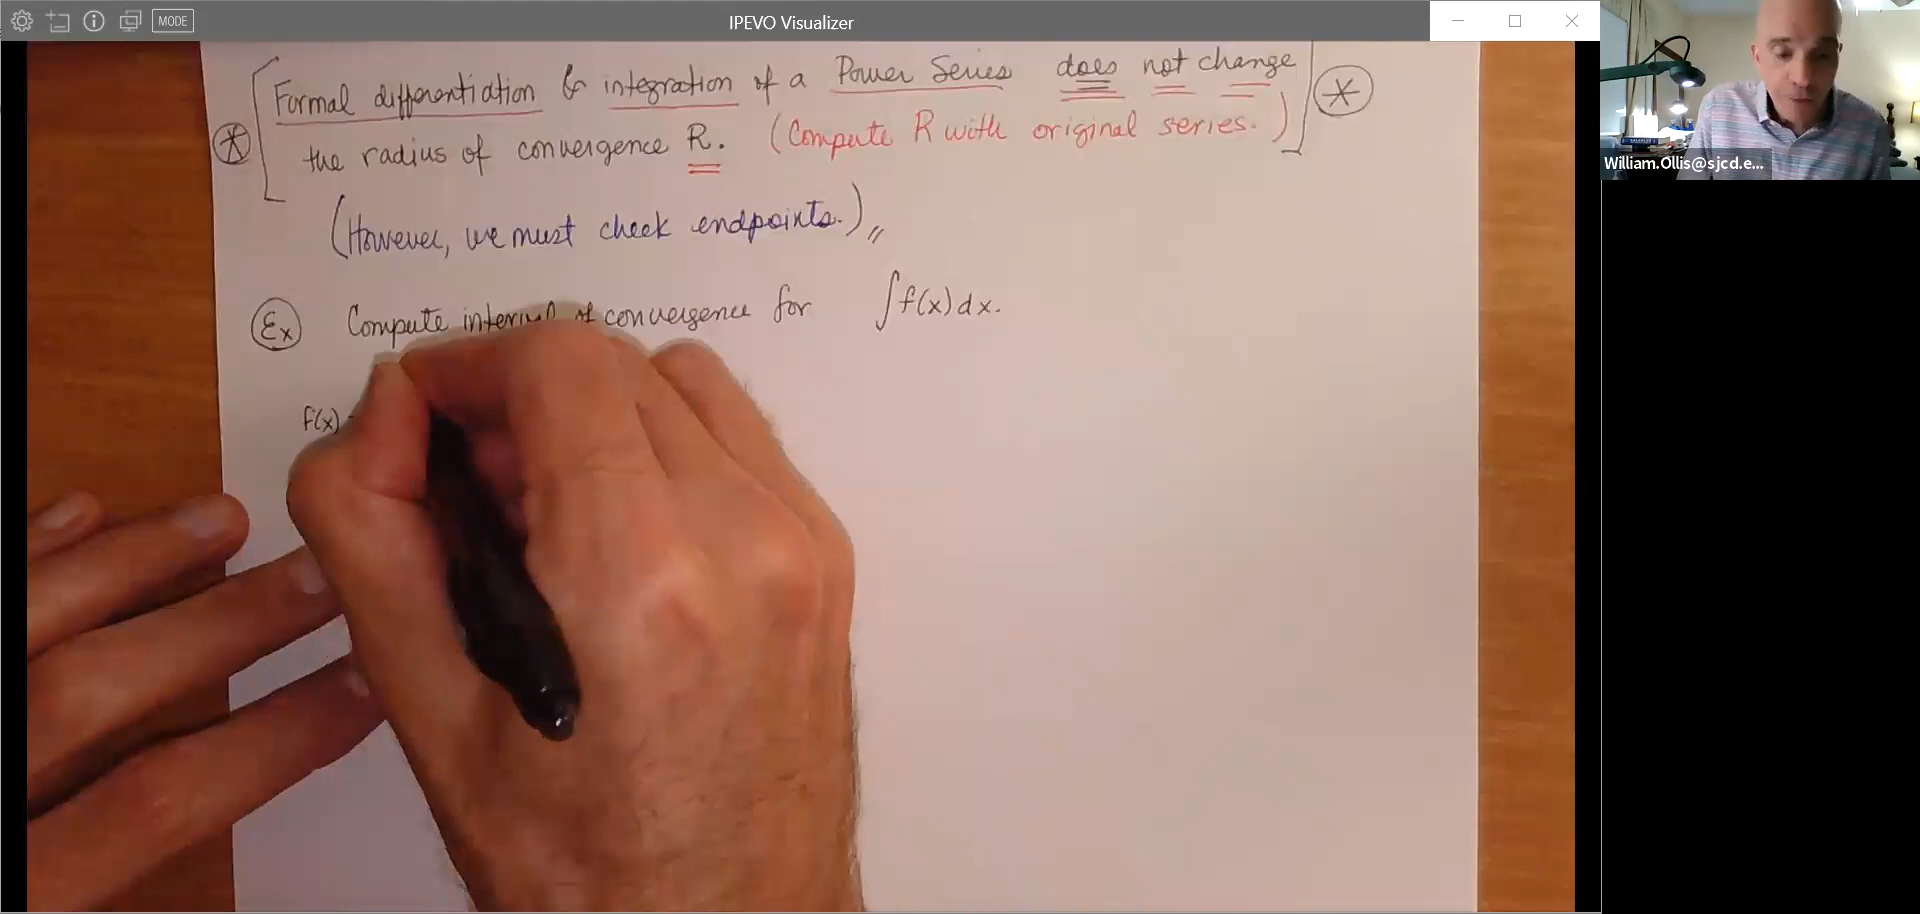 MODE
IPEVO Visualizer
Formal differentiation & integration of a Power Series does not change
the radius of convergence R. (Compute R with original series.)
(However, we must check endpoints.)
Ex Compute interval of convergence for ∫f(x)dx.
f(x)
William.Ollis@sjcd.e...